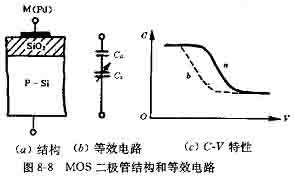 M(Pd)
SiO₂
P-Si
Cₒ
Cₛ
C
a
b
O
V
(a) 结构 (b) 等效电路 (c) C-V 特性
图 8-8 MOS 二极管结构和等效电路